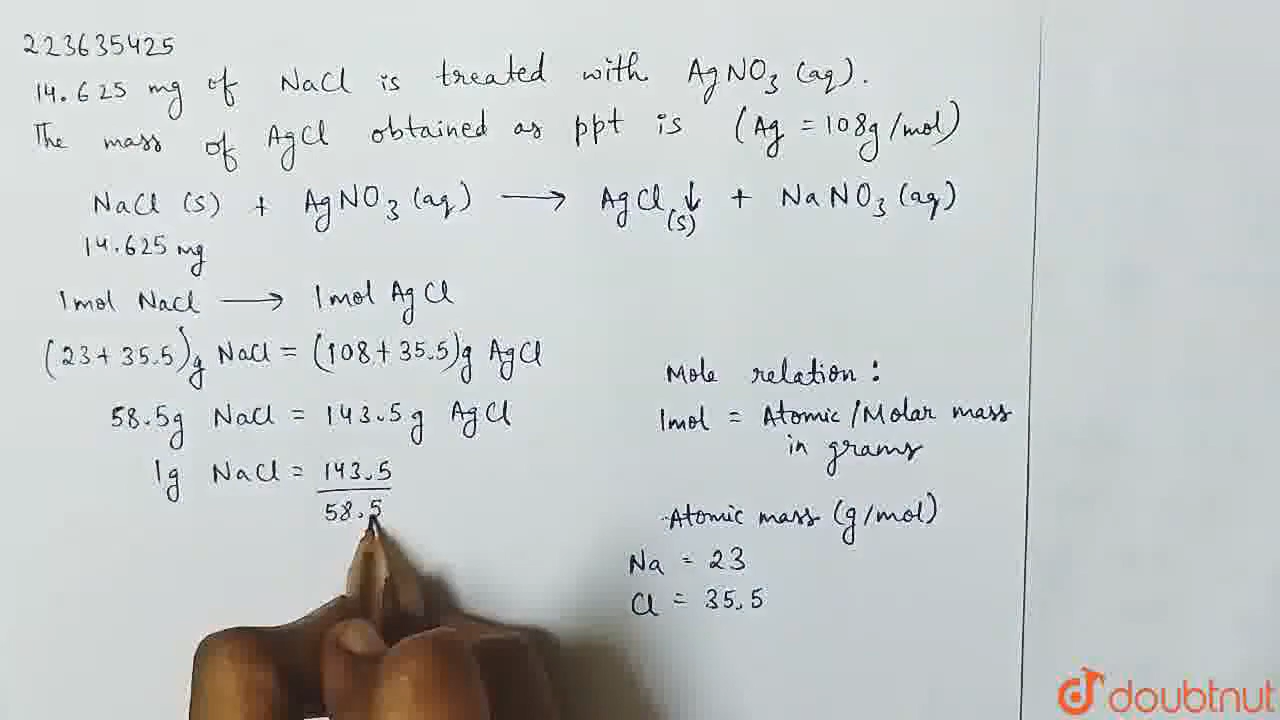 223635425
14.625 mg of NaCl is treated with AgNO₃ (aq).
The mass of AgCl obtained as ppt is (Ag = 108g/mol)
NaCl (s) + AgNO₃ (aq) ⟶ AgCl↓ (s) + NaNO₃ (aq)
14.625 mg
1mol NaCl ⟶ 1mol AgCl
(23+35.5)g NaCl = (108+35.5)g AgCl
58.5g NaCl = 143.5g AgCl
1g NaCl = 143.5
58.5
Mole relation:
1mol = Atomic/Molar mass
in grams
Atomic mass (g/mol)
Na = 23
Cl = 35.5
doubtnut